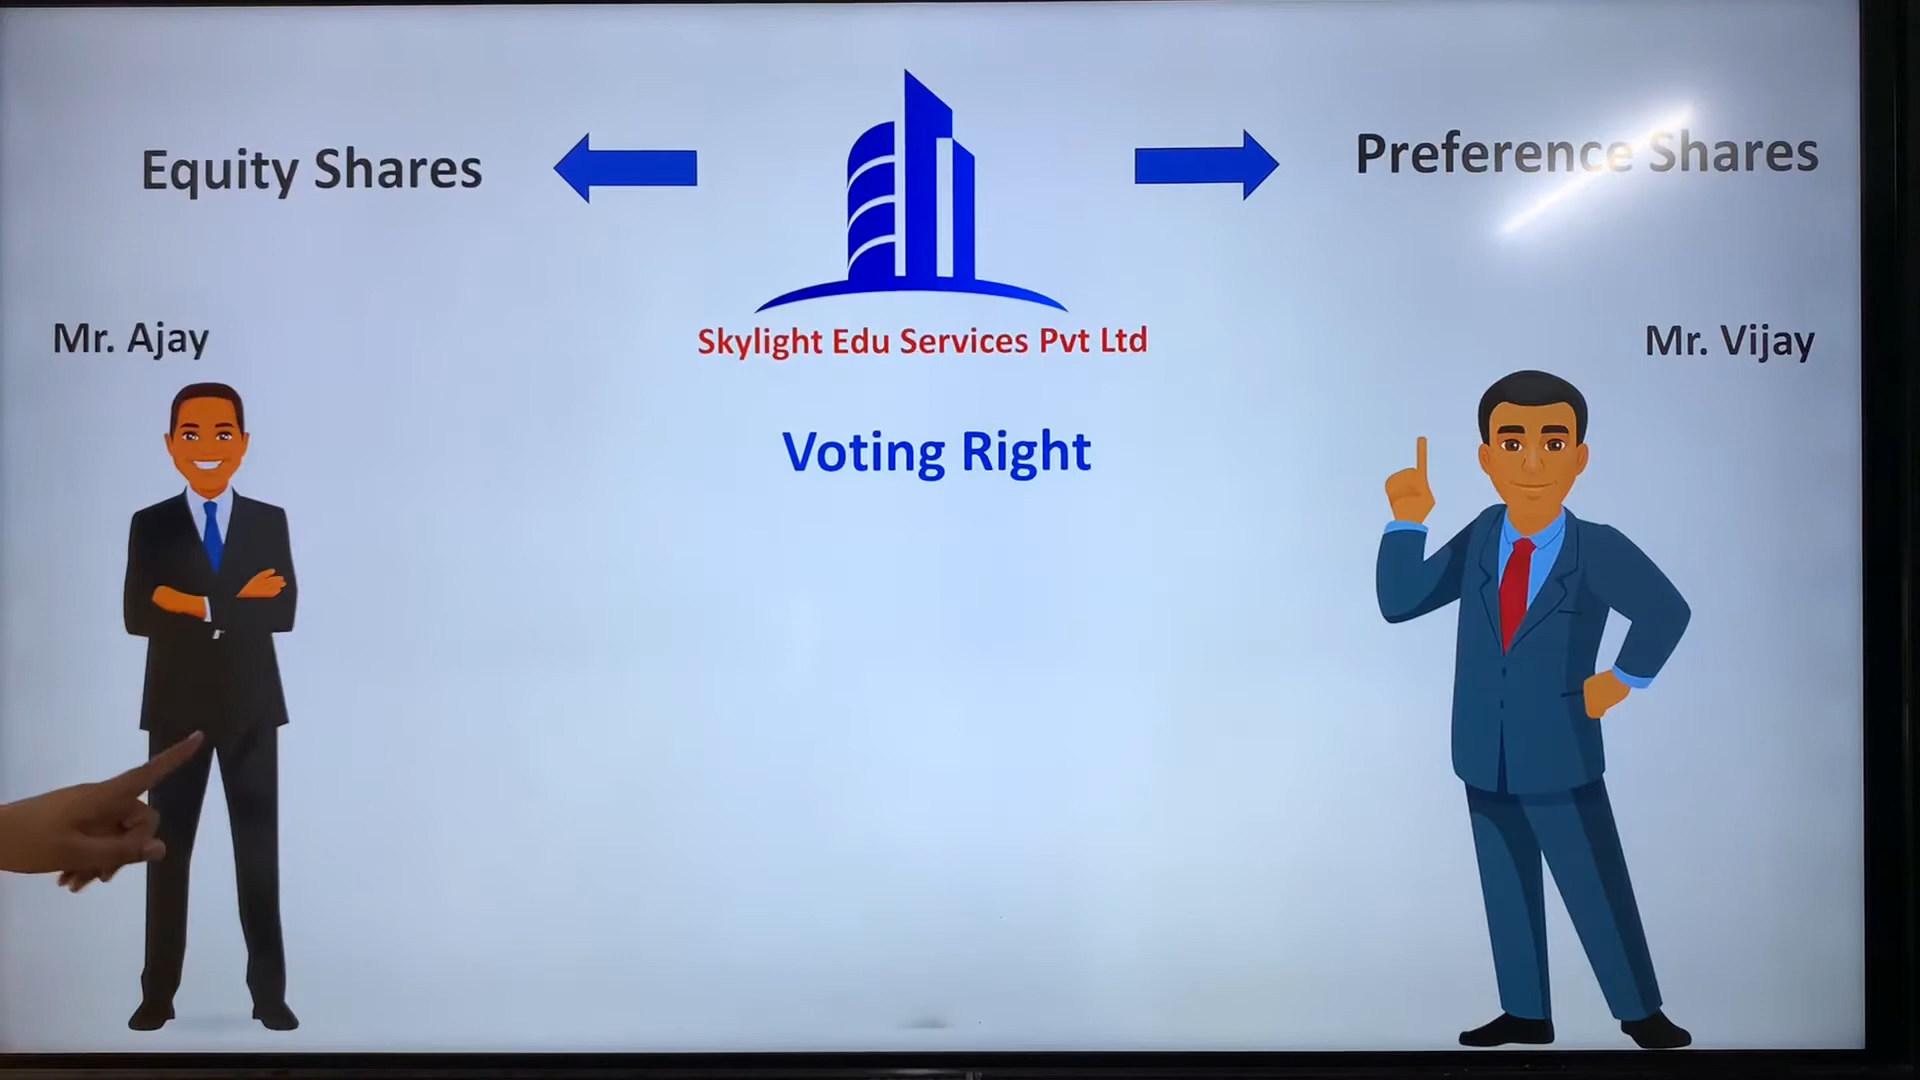 Equity Shares
Preference Shares
Mr. Ajay
Skylight Edu Services Pvt Ltd
Mr. Vijay
Voting Right